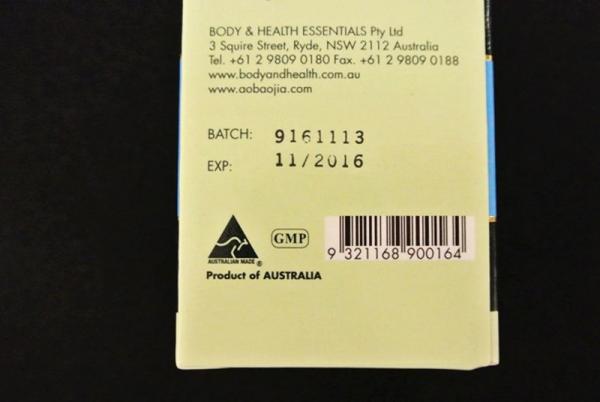 BODY & HEALTH ESSENTIALS Pty Ltd
3 Squire Street, Ryde, NSW 2112 Australia
Tel. +61 2 9809 0180 Fax. +61 2 9809 0188
www.bodyandhealth.com.au
www.aobaojia.com
BATCH: 9161113
EXP: 11/2016
GMP
AUSTRALIAN MADE ®
9 321168 900164
Product of AUSTRALIA